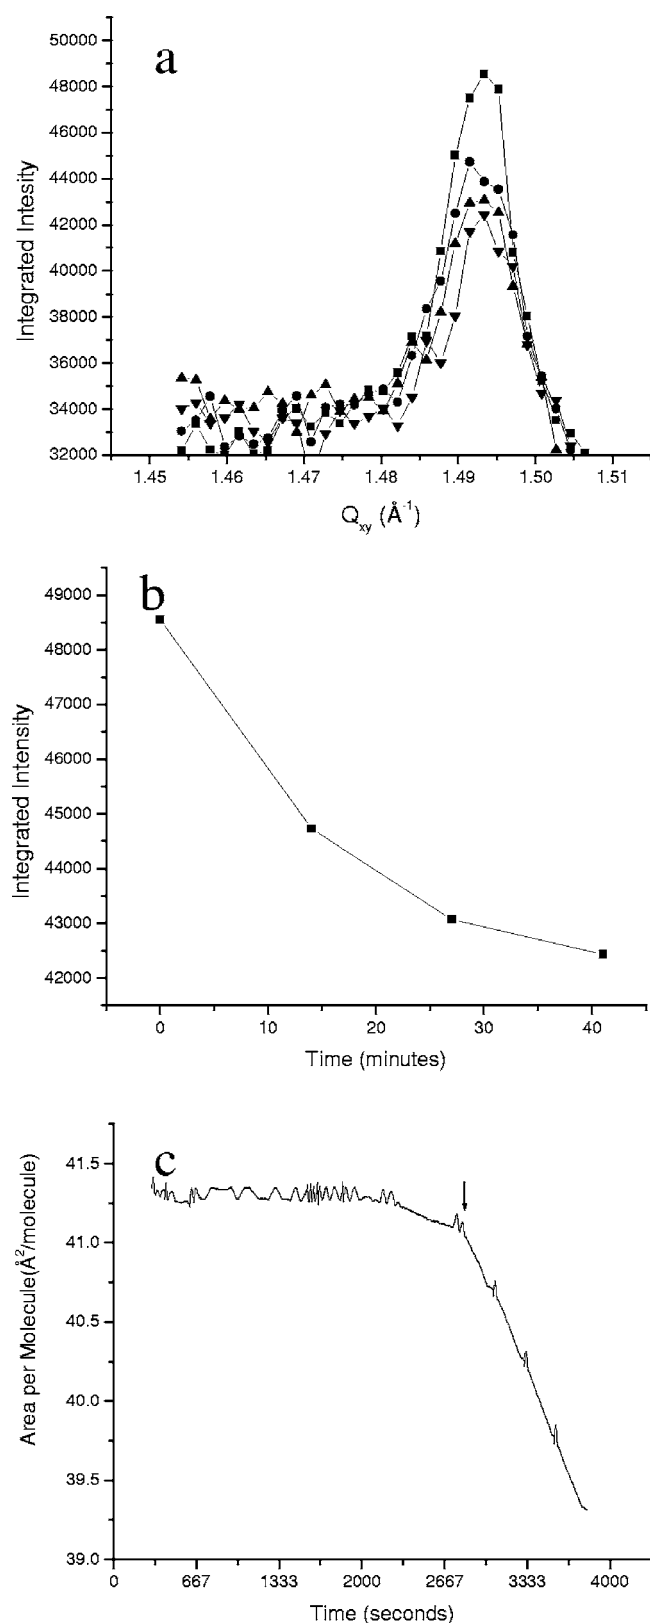 a
50000
48000
46000
44000
42000
40000
38000
36000
34000
32000
Integrated Intesity
1.45 1.46 1.47 1.48 1.49 1.50 1.51
Qxy (Å-1)
b
49000
48000
47000
46000
45000
44000
43000
42000
Integrated Intensity
0 10 20 30 40
Time (minutes)
c
41.5
41.0
40.5
40.0
39.5
39.0
Area per Molecule(Å2/molecule)
0 667 1333 2000 2667 3333 4000
Time (seconds)